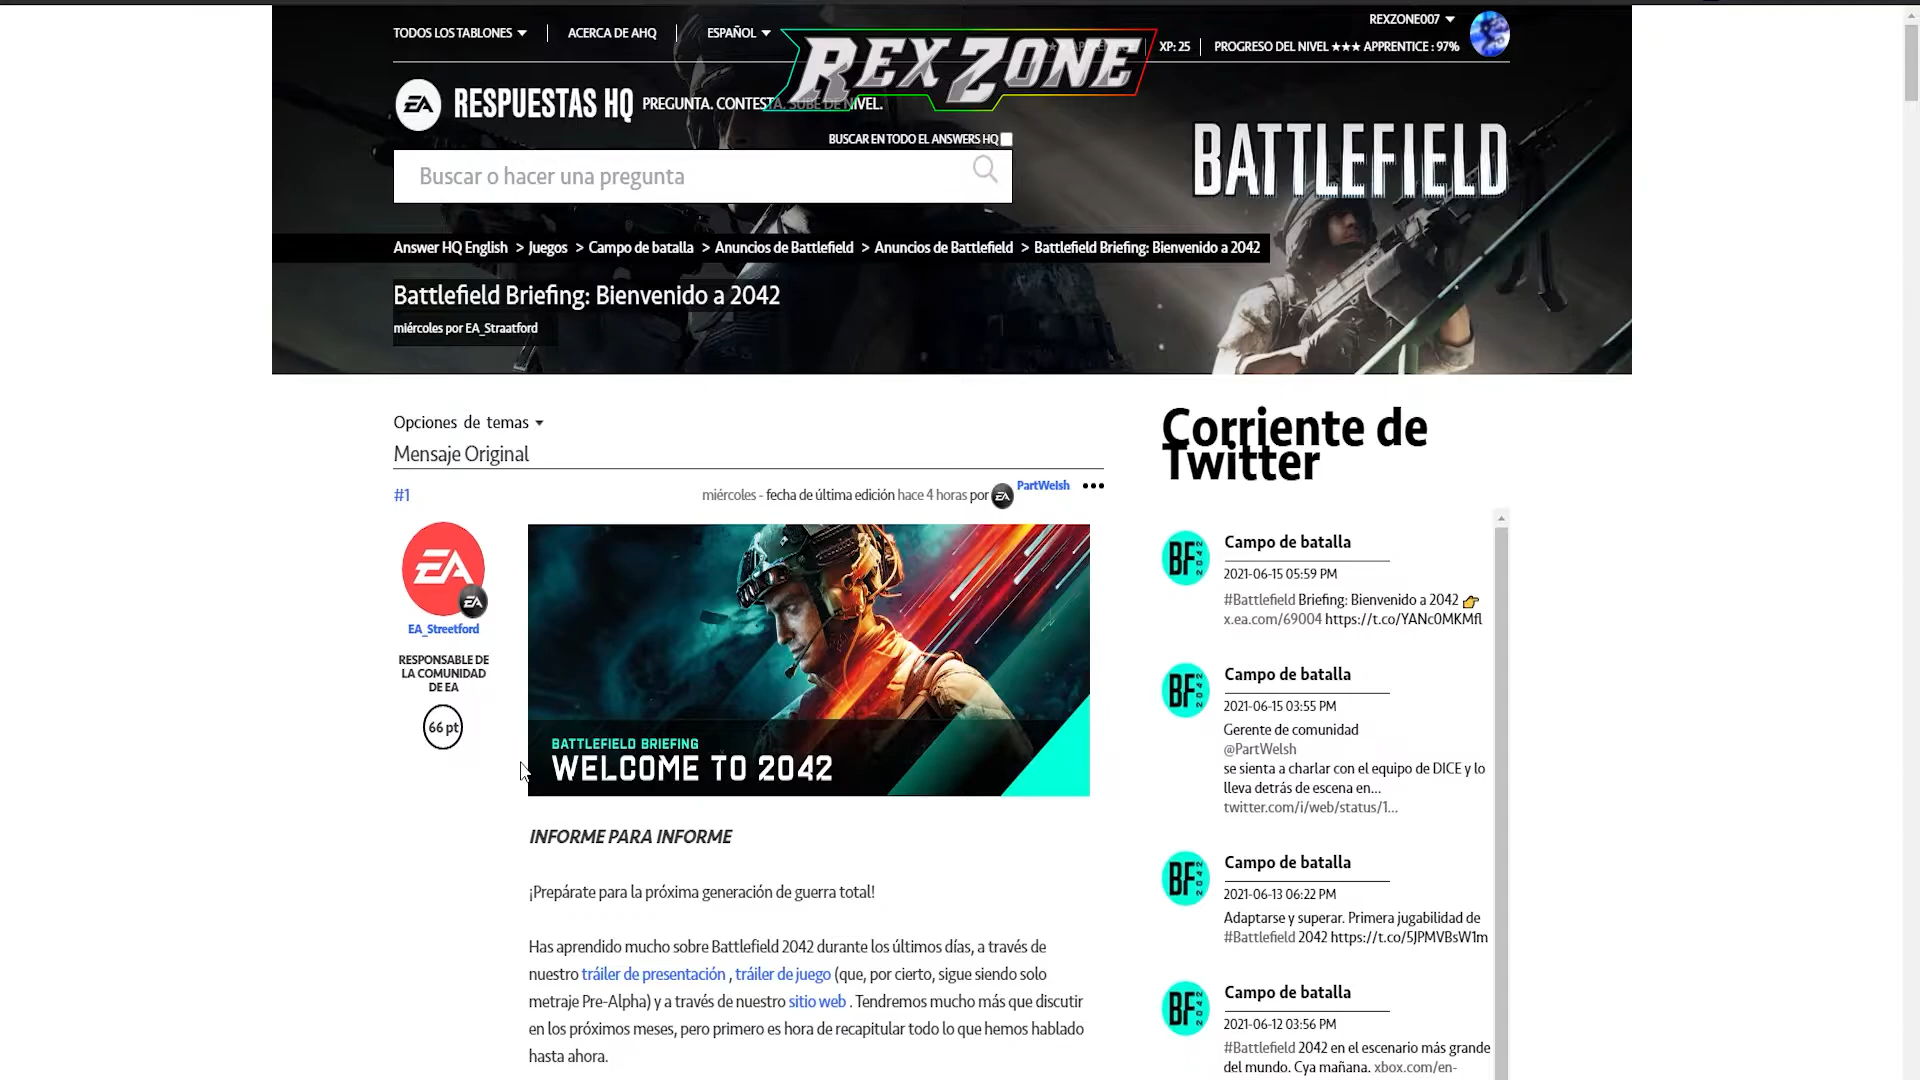 TODOS LOS TABLONES
ACERCA DE AHQ
ESPAÑOL
REXZONE007
XP: 25
PROGRESO DEL NIVEL ★★★ APPRENTICE : 97%
REX ZONE
EA
RESPUESTAS HQ
PREGUNTA. CONTESTA. SUBE DE NIVEL.
BUSCAR EN TODO EL ANSWERS HQ
Buscar o hacer una pregunta
BATTLEFIELD
Answer HQ English > Juegos > Campo de batalla > Anuncios de Battlefield > Anuncios de Battlefield > Battlefield Briefing: Bienvenido a 2042
Battlefield Briefing: Bienvenido a 2042
miércoles por EA_Straatford
Opciones de temas
Mensaje Original
#1
miércoles - fecha de última edición hace 4 horas por EA PartWelsh
EA
EA
EA_Streetford
RESPONSABLE DE
LA COMUNIDAD
DE EA
66 pt
BATTLEFIELD BRIEFING
WELCOME TO 2042
INFORME PARA INFORME
¡Prepárate para la próxima generación de guerra total!
Has aprendido mucho sobre Battlefield 2042 durante los últimos días, a través de
nuestro tráiler de presentación , tráiler de juego (que, por cierto, sigue siendo solo
metraje Pre-Alpha) y a través de nuestro sitio web . Tendremos mucho más que discutir
en los próximos meses, pero primero es hora de recapitular todo lo que hemos hablado
hasta ahora.
Corriente de
Twitter
BF 2042
Campo de batalla
2021-06-15 05:59 PM
#Battlefield Briefing: Bienvenido a 2042 👉
x.ea.com/69004 https://t.co/YANc0MKMfl
BF 2042
Campo de batalla
2021-06-15 03:55 PM
Gerente de comunidad
@PartWelsh
se sienta a charlar con el equipo de DICE y lo
lleva detrás de escena en...
twitter.com/i/web/status/1...
BF 2042
Campo de batalla
2021-06-13 06:22 PM
Adaptarse y superar. Primera jugabilidad de
#Battlefield 2042 https://t.co/5JPMVBsW1m
BF 2042
Campo de batalla
2021-06-12 03:56 PM
#Battlefield 2042 en el escenario más grande
del mundo. Cya mañana. xbox.com/en-